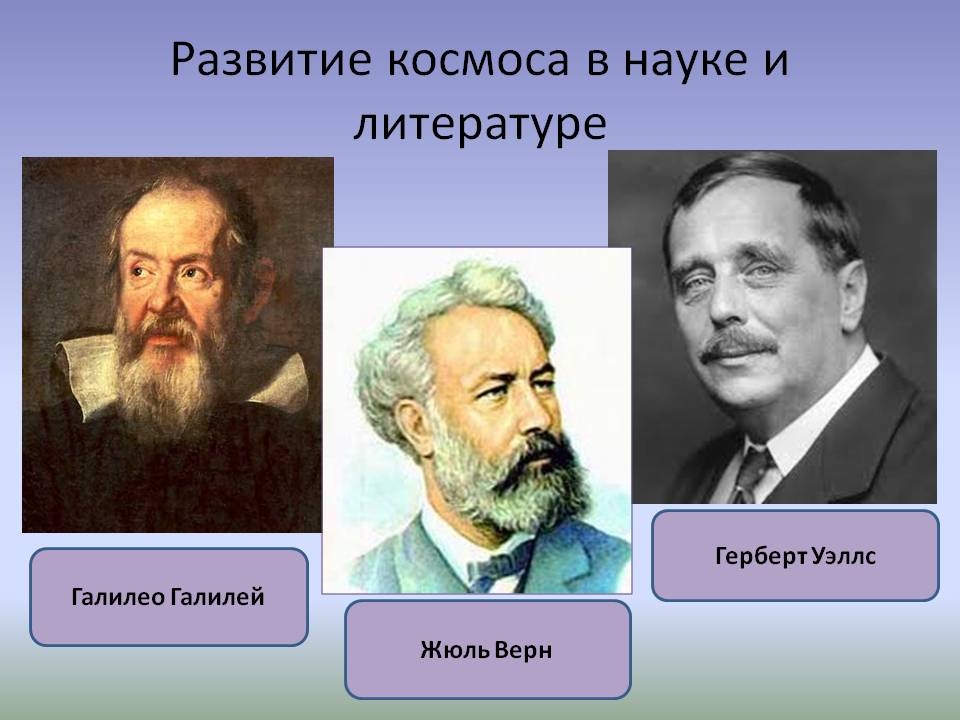 Развитие космоса в науке и
литературе
Галилео Галилей
Жюль Верн
Герберт Уэллс